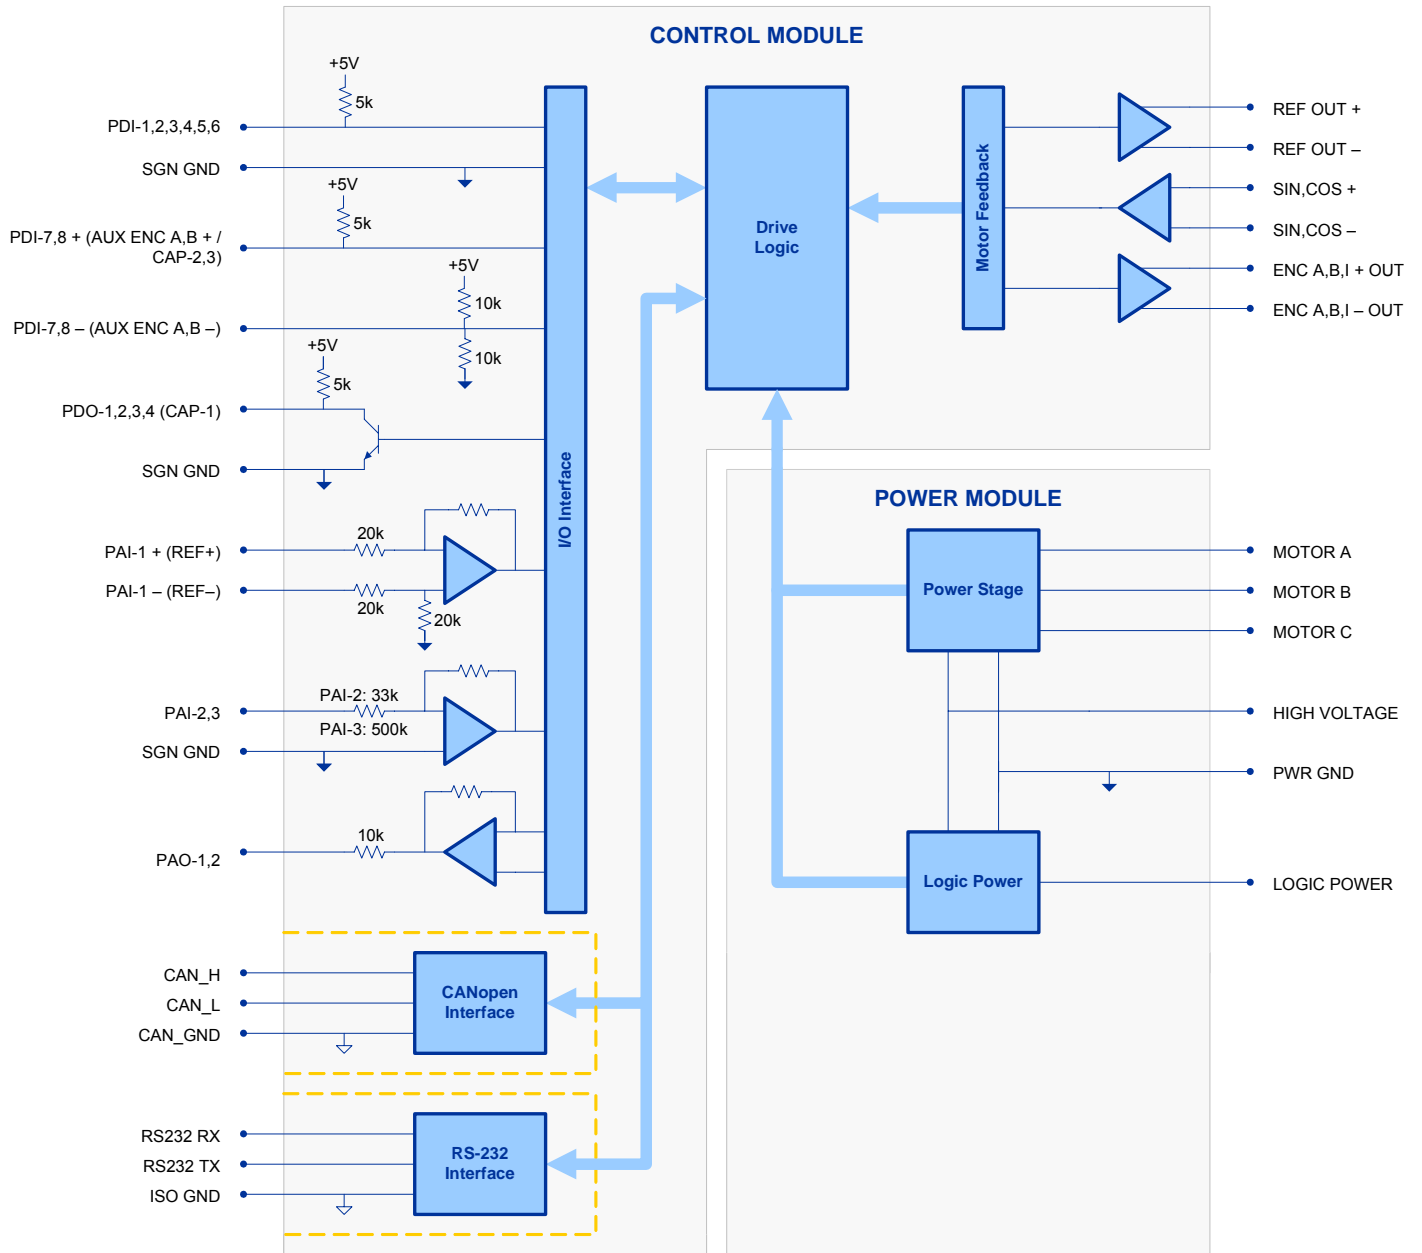 CONTROL MODULE
+5V
5k
PDI-1,2,3,4,5,6
SGN GND
+5V
5k
PDI-7,8 + (AUX ENC A,B + /
CAP-2,3)
+5V
10k
PDI-7,8 – (AUX ENC A,B –)
10k
+5V
5k
PDO-1,2,3,4 (CAP-1)
SGN GND
20k
PAI-1 + (REF+)
PAI-1 – (REF–)
20k
20k
PAI-2: 33k
PAI-2,3
PAI-3: 500k
SGN GND
10k
PAO-1,2
I/O Interface
Drive
Logic
Motor Feedback
REF OUT +
REF OUT –
SIN,COS +
SIN,COS –
ENC A,B,I + OUT
ENC A,B,I – OUT
POWER MODULE
Power Stage
MOTOR A
MOTOR B
MOTOR C
HIGH VOLTAGE
PWR GND
Logic Power
LOGIC POWER
CAN_H
CAN_L
CAN_GND
CANopen
Interface
RS232 RX
RS232 TX
ISO GND
RS-232
Interface